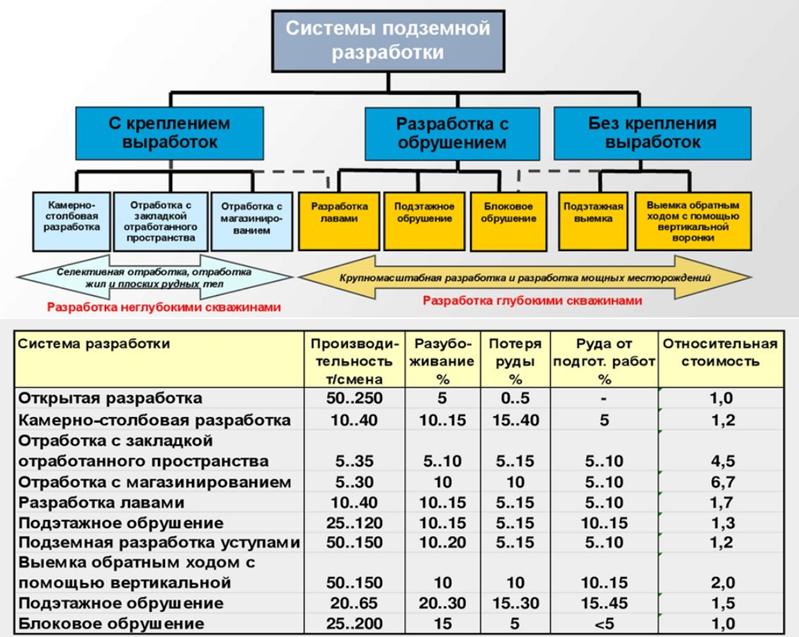 Системы подземной
разработки
С креплением
выработок
Разработка с
обрушением
Без крепления
выработок
Камерно-
столбовая
разработка
Отработка с
закладкой
отработанного
пространства
Отработка с
магазиниро-
ванием
Разработка
лавами
Подэтажное
обрушение
Блоковое
обрушение
Подэтажная
выемка
Выемка обратным
ходом с помощью
вертикальной
воронки
Селективная отработка, отработка
жил и плоских рудных тел
Крупномасштабная разработка и разработка мощных месторождений
Разработка неглубокими скважинами
Разработка глубокими скважинами
Система разработки Производи- Разубо- Потеря Руда от Относительная
тельность живание руды подгот. работ стоимость
т/смена % % %
Открытая разработка 50..250 5 0..5 - 1,0
Камерно-столбовая разработка 10..40 10..15 15..40 5 1,2
Отработка с закладкой
отработанного пространства 5..35 5..10 5..15 5..10 4,5
Отработка с магазинированием 5..30 10 10 5..10 6,7
Разработка лавами 10..40 10..15 5..15 5..10 1,7
Подэтажное обрушение 25..120 10..15 5..15 10..15 1,3
Подземная разработка уступами 50..150 10..20 5..15 5..10 1,2
Выемка обратным ходом с
помощью вертикальной 50..150 10 10 10..15 2,0
Подэтажное обрушение 20..65 20..30 15..30 15..45 1,5
Блоковое обрушение 25..200 15 5 <5 1,0